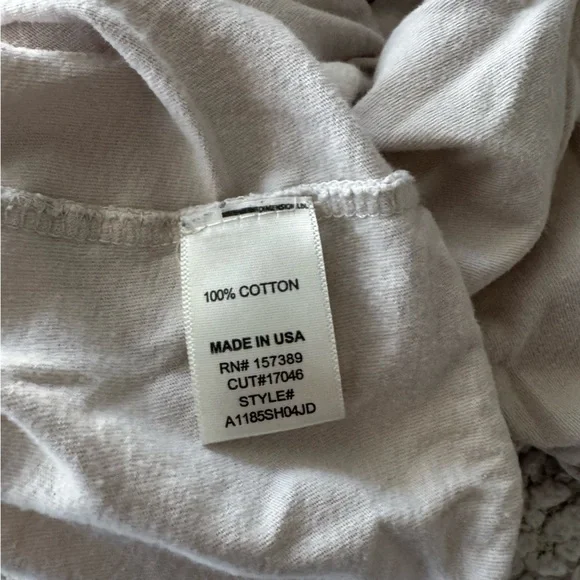 100% COTTON
MADE IN USA
RN# 157389
CUT#17046
STYLE#
A1185SH04JD